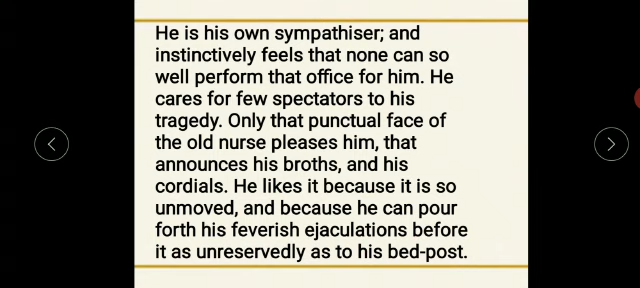 He is his own sympathiser; and
instinctively feels that none can so
well perform that office for him. He
cares for few spectators to his
tragedy. Only that punctual face of
the old nurse pleases him, that
announces his broths, and his
cordials. He likes it because it is so
unmoved, and because he can pour
forth his feverish ejaculations before
it as unreservedly as to his bed-post.